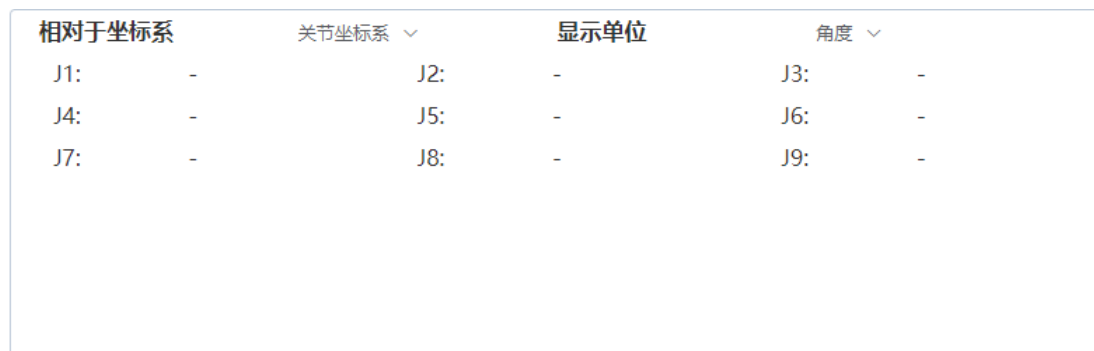 相对于坐标系 关节坐标系 显示单位 角度
J1: - J2: - J3: -
J4: - J5: - J6: -
J7: - J8: - J9: -